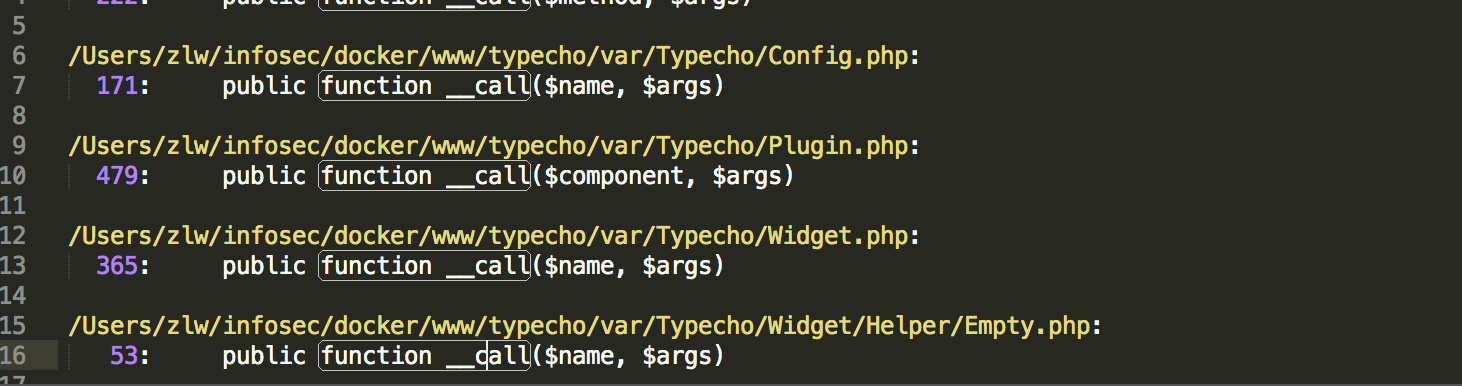 4 222: public function __call($method, $args)
5
6 /Users/zlw/infosec/docker/www/typecho/var/Typecho/Config.php:
7 171: public function __call($name, $args)
8
9 /Users/zlw/infosec/docker/www/typecho/var/Typecho/Plugin.php:
10 479: public function __call($component, $args)
11
12 /Users/zlw/infosec/docker/www/typecho/var/Typecho/Widget.php:
13 365: public function __call($name, $args)
14
15 /Users/zlw/infosec/docker/www/typecho/var/Typecho/Widget/Helper/Empty.php:
16 53: public function __call($name, $args)
17